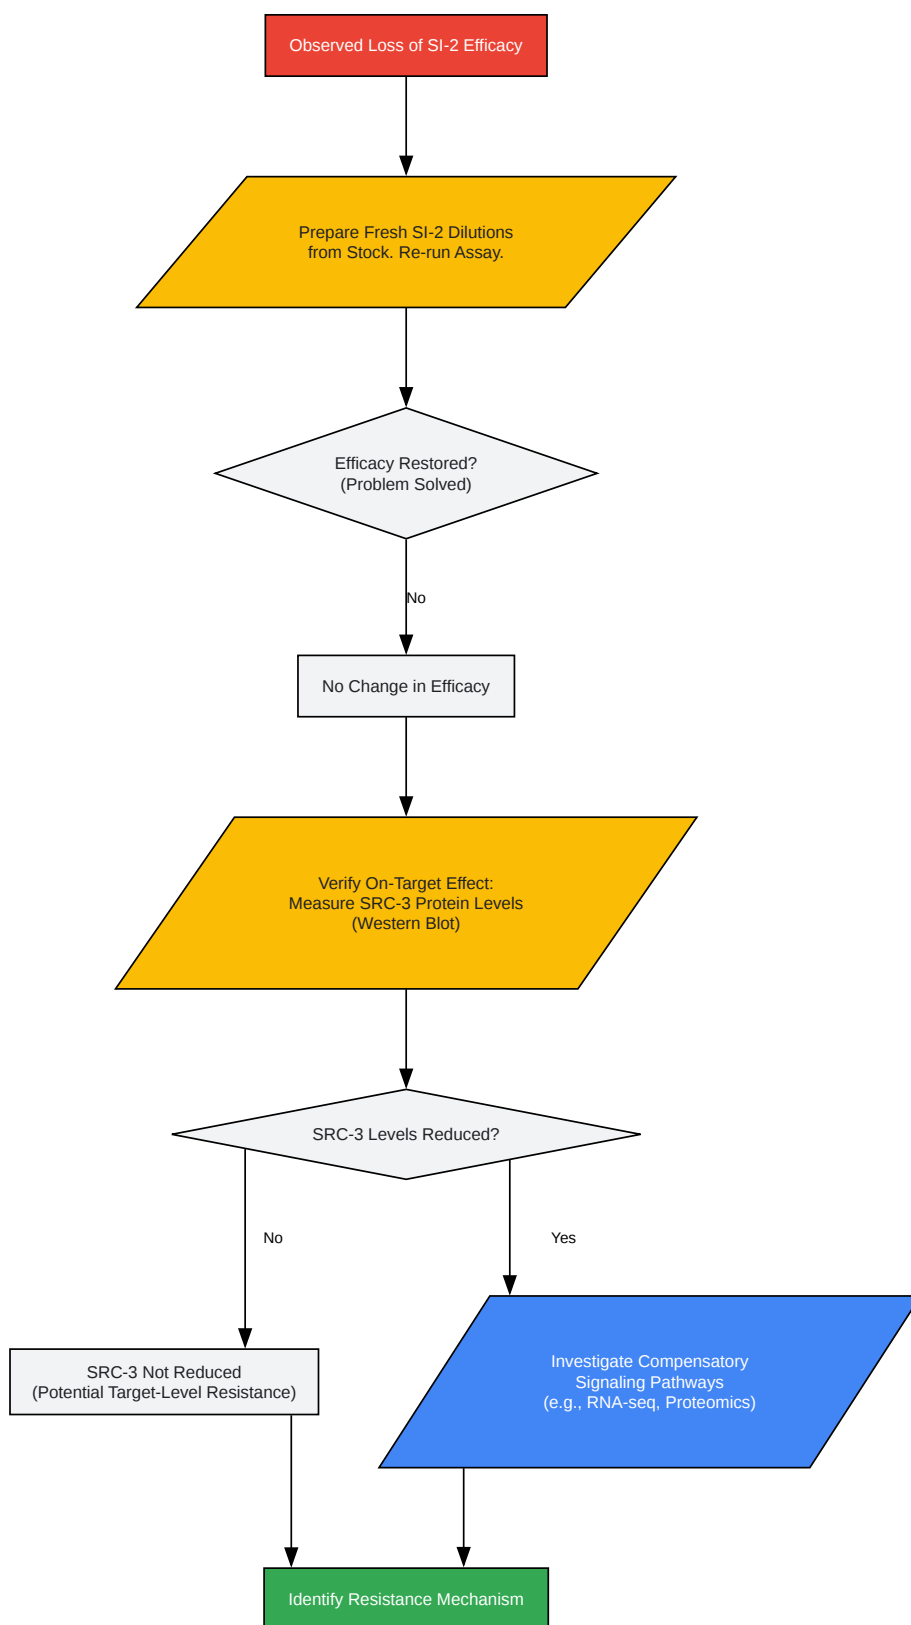 Observed Loss of SI-2 Efficacy
Prepare Fresh SI-2 Dilutions
from Stock. Re-run Assay.
Efficacy Restored?
(Problem Solved)
No
No Change in Efficacy
Verify On-Target Effect:
Measure SRC-3 Protein Levels
(Western Blot)
SRC-3 Levels Reduced?
No
Yes
SRC-3 Not Reduced
(Potential Target-Level Resistance)
Investigate Compensatory
Signaling Pathways
(e.g., RNA-seq, Proteomics)
Identify Resistance Mechanism